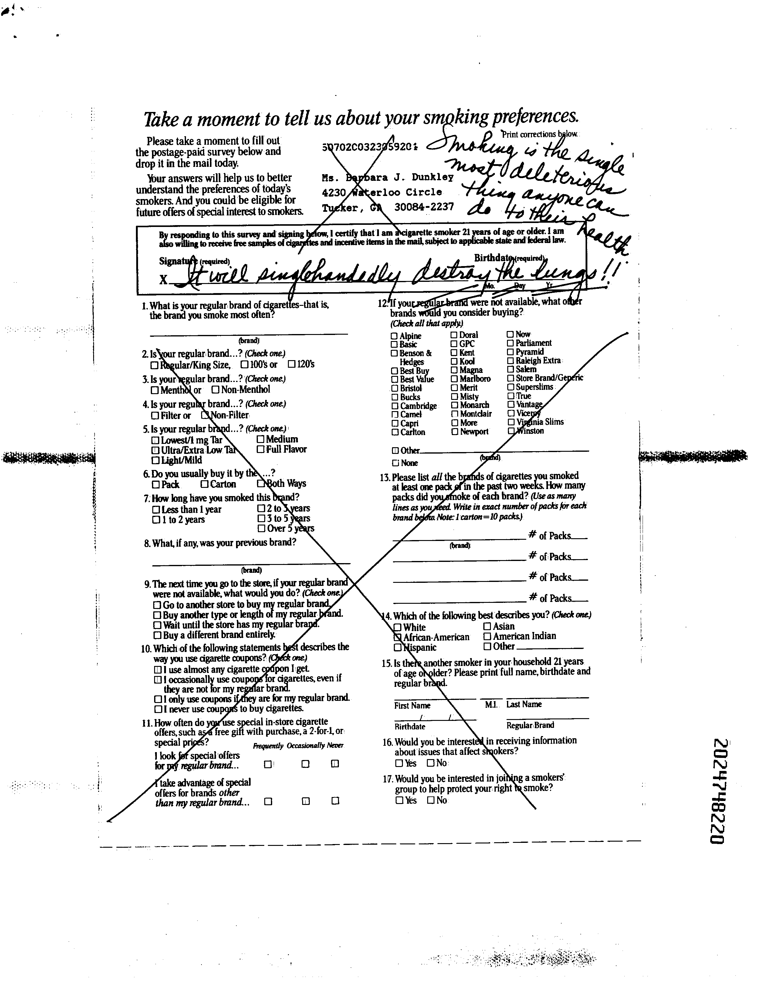 Take a moment to tell us about your smoking preferences.
Please take a moment to fill out
the postage-paid survey below and
drop it in the mail today.
Your answers will help us to better
understand the preferences of today's
smokers. And you could be eligible for
future offers of special interest to smokers.
Print corrections below.
Ms. Barbara J. Dunkley
4230 Waterloo Circle
Tucker, GA 30084-2237
Smoking is the single
most deleterious
thing anyone can
do to their health
By responding to this survey and signing below, I certify that I am a cigarette smoker 21 years of age or older. I am
also willing to receive free samples of cigarettes and incentive items in the mail, subject to applicable state and federal law.
Signature (required) Birthdate (required)
X It will singlehandedly destroy the lungs!!
Mo. Day Yr.
1. What is your regular brand of cigarettes–that is,
the brand you smoke most often?
(brand)
2. Is your regular brand...? (Check one.)
☐ Regular/King Size, ☐ 100's or ☐ 120's
3. Is your regular brand...? (Check one.)
☐ Menthol or ☐ Non-Menthol
4. Is your regular brand...? (Check one.)
☐ Filter or ☐ Non-Filter
5. Is your regular brand...? (Check one.)
☐ Lowest/1 mg Tar ☐ Medium
☐ Ultra/Extra Low Tar ☐ Full Flavor
☐ Light/Mild
6. Do you usually buy it by the...?
☐ Pack ☐ Carton ☐ Both Ways
7. How long have you smoked this brand?
☐ Less than 1 year ☐ 2 to 3 years
☐ 1 to 2 years ☐ 3 to 5 years
☐ Over 5 years
8. What, if any, was your previous brand?
(brand)
9. The next time you go to the store, if your regular brand
were not available, what would you do? (Check one.)
☐ Go to another store to buy my regular brand.
☐ Buy another type or length of my regular brand.
☐ Wait until the store has my regular brand.
☐ Buy a different brand entirely.
10. Which of the following statements best describes the
way you use cigarette coupons? (Check one.)
☐ I use almost any cigarette coupon I get.
☐ I occasionally use coupons for cigarettes, even if
they are not for my regular brand.
☐ I only use coupons if they are for my regular brand.
☐ I never use coupons to buy cigarettes.
11. How often do you use special in-store cigarette
offers, such as a free gift with purchase, a 2-for-1, or
special prices?
Frequently Occasionally Never
I look for special offers
for my regular brand... ☐ ☐ ☐
I take advantage of special
offers for brands other
than my regular brand... ☐ ☐ ☐
12. If your regular brand were not available, what other
brands would you consider buying?
(Check all that apply.)
☐ Alpine ☐ Doral ☐ Now
☐ Basic ☐ GPC ☐ Parliament
☐ Benson & Hedges ☐ Kent ☐ Pyramid
☐ Kool ☐ Raleigh Extra
☐ Best Buy ☐ Magna ☐ Salem
☐ Best Value ☐ Marlboro ☐ Store Brand/Generic
☐ Bristol ☐ Merit ☐ Superslims
☐ Bucks ☐ Misty ☐ True
☐ Cambridge ☐ Monarch ☐ Vantage
☐ Camel ☐ Montclair ☐ Viceroy
☐ Capri ☐ More ☐ Virginia Slims
☐ Carlton ☐ Newport ☐ Winston
☐ Other
(brand)
☐ None
13. Please list all the brands of cigarettes you smoked
at least one pack of in the past two weeks. How many
packs did you smoke of each brand? (Use as many
lines as you need. Write in exact number of packs for each
brand below. Note: 1 carton = 10 packs.)
# of Packs
(brand)
# of Packs
# of Packs
# of Packs
14. Which of the following best describes you? (Check one.)
☐ White ☐ Asian
☒ African-American ☐ American Indian
☐ Hispanic ☐ Other
15. Is there another smoker in your household 21 years
of age or older? Please print full name, birthdate and
regular brand.
First Name M.I. Last Name
/ /
Birthdate Regular Brand
16. Would you be interested in receiving information
about issues that affect smokers?
☐ Yes ☐ No
17. Would you be interested in joining a smokers'
group to help protect your right to smoke?
☐ Yes ☐ No
2024748220